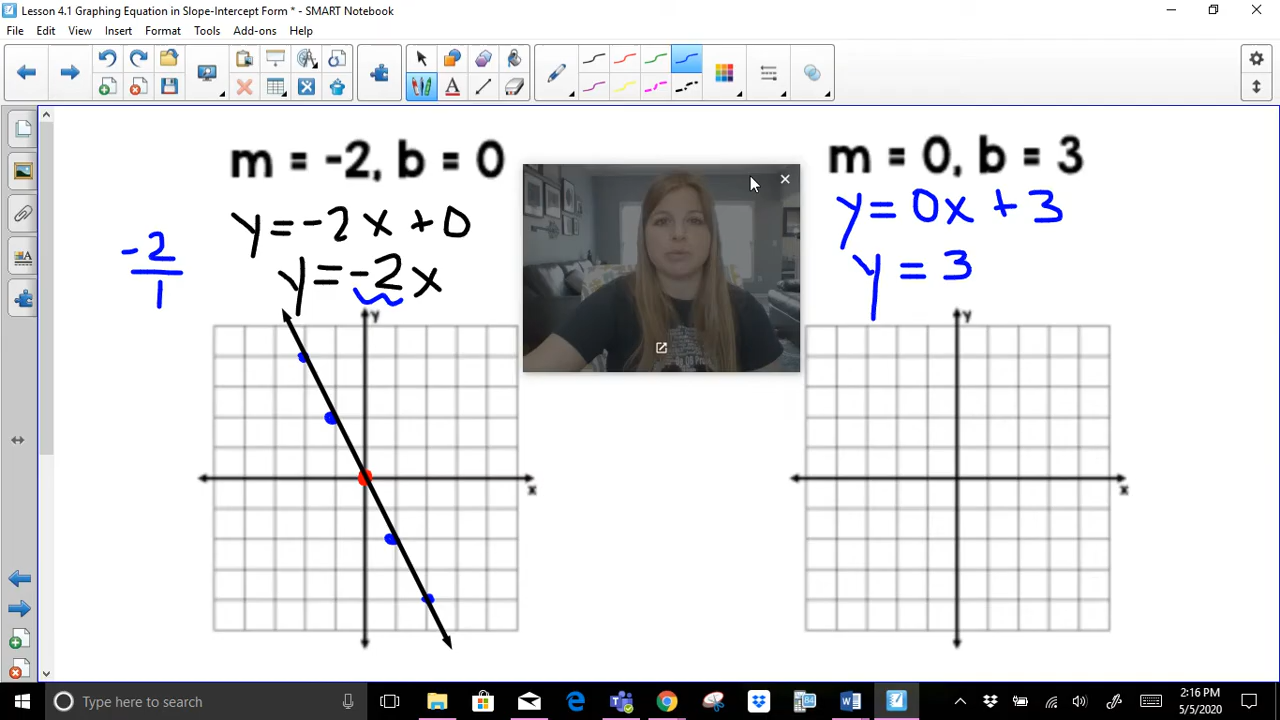 Lesson 4.1 Graphing Equation in Slope-Intercept Form * - SMART Notebook
File Edit View Insert Format Tools Add-ons Help
m = -2, b = 0
y = -2x + 0
y = -2x
-2
1
y
x
m = 0, b = 3
y = 0x + 3
y = 3
y
x
Type here to search
2:16 PM
5/5/2020